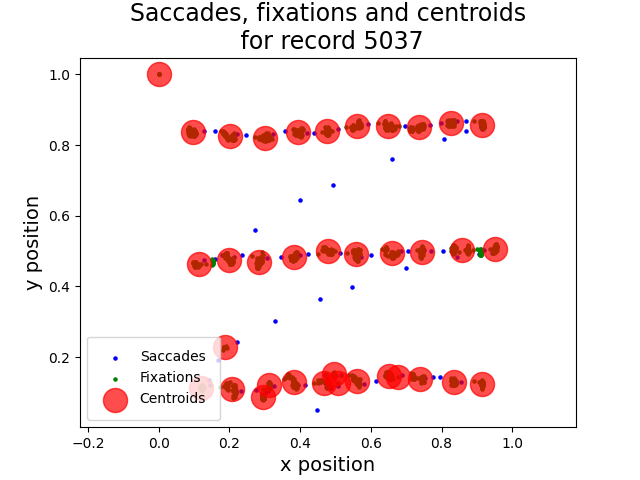 Saccades, fixations and centroids
for record 5037
1.0
0.8
0.6
0.4
0.2
y position
Saccades
Fixations
Centroids
−0.2 0.0 0.2 0.4 0.6 0.8 1.0
x position